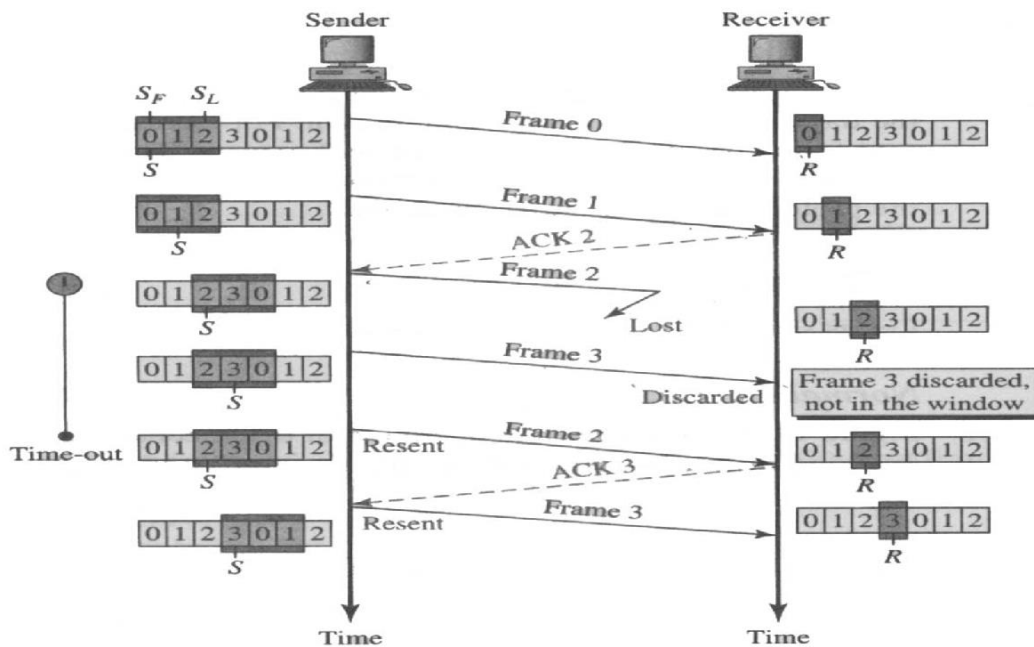 Sender
Receiver
S_F S_L
0 1 2 3 0 1 2
S
Frame 0
0 1 2 3 0 1 2
R
0 1 2 3 0 1 2
S
Frame 1
0 1 2 3 0 1 2
R
ACK 2
0 1 2 3 0 1 2
S
Frame 2
Lost
0 1 2 3 0 1 2
R
0 1 2 3 0 1 2
S
Frame 3
Discarded
Frame 3 discarded,
not in the window
Time-out
0 1 2 3 0 1 2
S
Resent
Frame 2
0 1 2 3 0 1 2
R
ACK 3
0 1 2 3 0 1 2
S
Resent
Frame 3
0 1 2 3 0 1 2
R
Time
Time